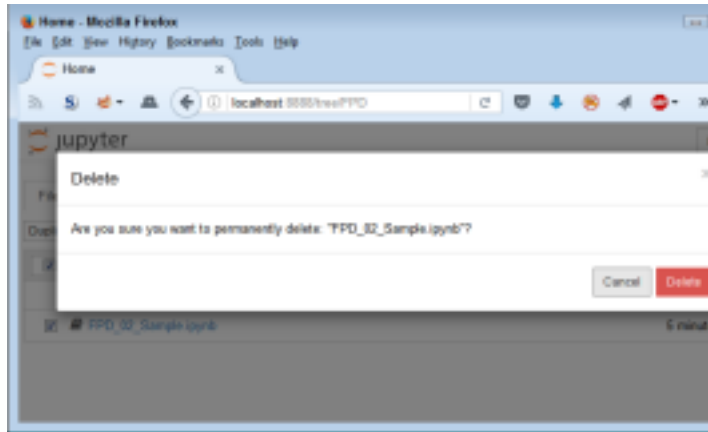 Home - Mozilla Firefox
File Edit View History Bookmarks Tools Help
Home
localhost:8888/tree/FPD
jupyter
Delete
Are you sure you want to permanently delete: "FPD_02_Sample.ipynb"?
Cancel Delete
FPD_02_Sample.ipynb